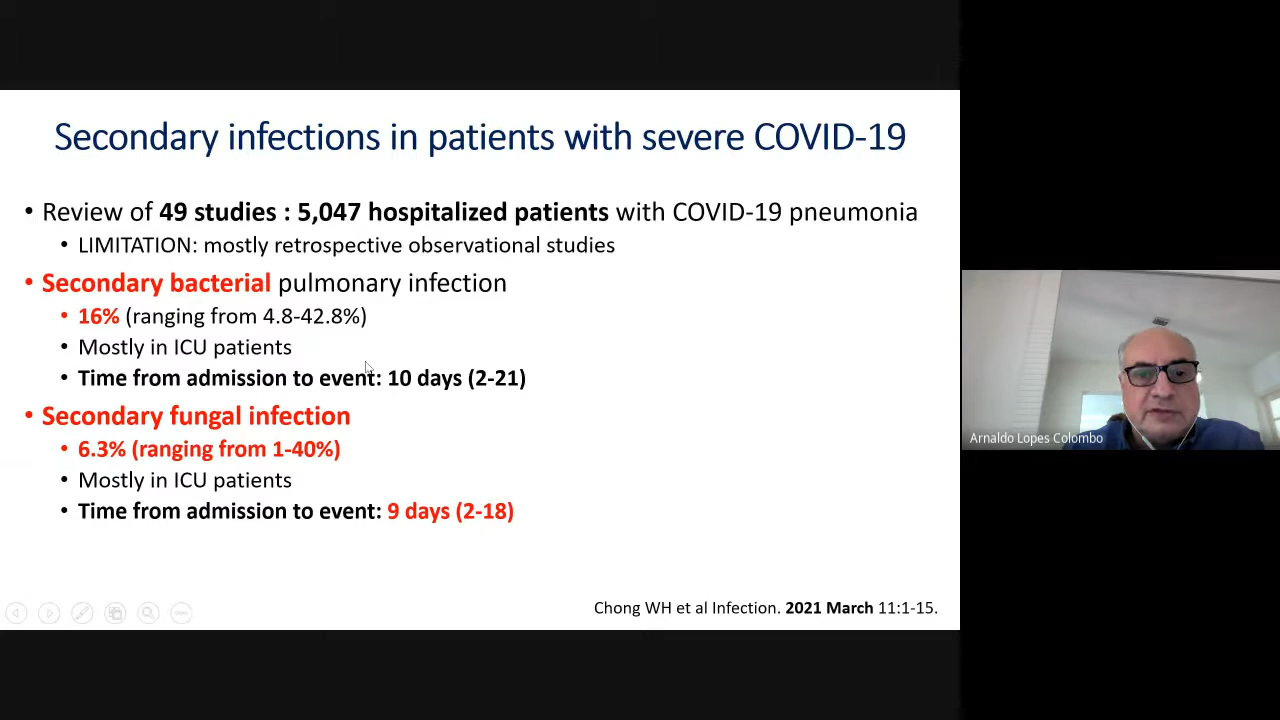 Secondary infections in patients with severe COVID-19
• Review of 49 studies : 5,047 hospitalized patients with COVID-19 pneumonia
• LIMITATION: mostly retrospective observational studies
• Secondary bacterial pulmonary infection
• 16% (ranging from 4.8-42.8%)
• Mostly in ICU patients
• Time from admission to event: 10 days (2-21)
• Secondary fungal infection
• 6.3% (ranging from 1-40%)
• Mostly in ICU patients
• Time from admission to event: 9 days (2-18)
Chong WH et al Infection. 2021 March 11:1-15.
Arnaldo Lopes Colombo